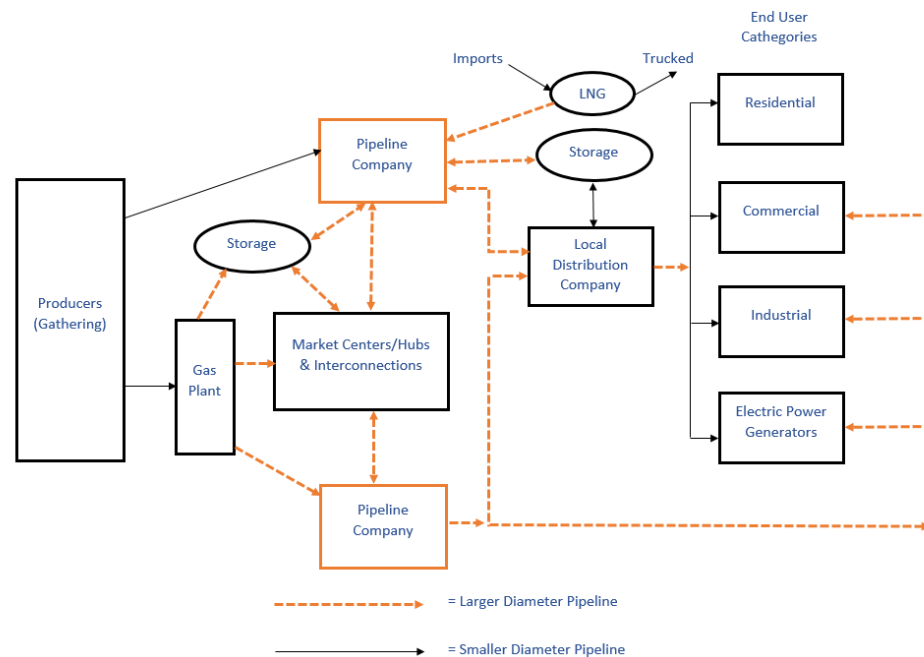 End User
Cathegories
Imports
Trucked
LNG
Residential
Pipeline
Company
Storage
Commercial
Storage
Local
Distribution
Company
Producers
(Gathering)
Gas
Plant
Market Centers/Hubs
& Interconnections
Industrial
Electric Power
Generators
Pipeline
Company
= Larger Diameter Pipeline
= Smaller Diameter Pipeline